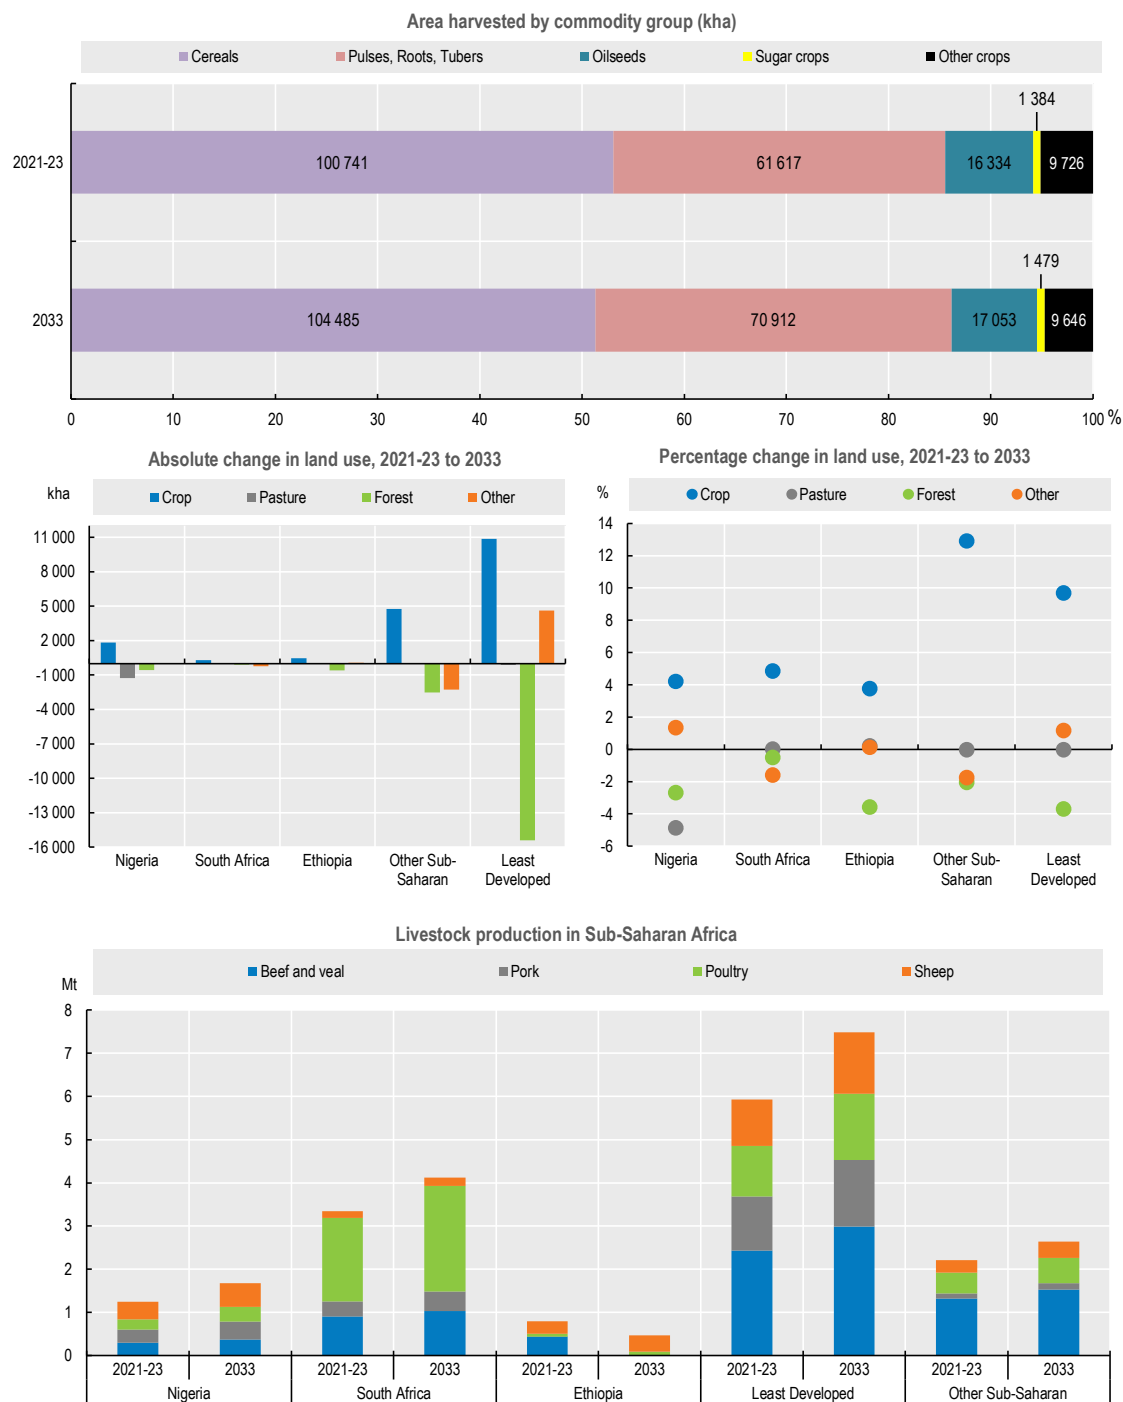 Area harvested by commodity group (kha)
Cereals Pulses, Roots, Tubers Oilseeds Sugar crops Other crops
1 384
2021-23 100 741 61 617 16 334 9 726
1 479
2033 104 485 70 912 17 053 9 646
0 10 20 30 40 50 60 70 80 90 100 %
Absolute change in land use, 2021-23 to 2033
kha
Crop Pasture Forest Other
11 000
8 000
5 000
2 000
-1 000
-4 000
-7 000
-10 000
-13 000
-16 000
Nigeria South Africa Ethiopia Other Sub- Least
Saharan Developed
Percentage change in land use, 2021-23 to 2033
%
Crop Pasture Forest Other
14
12
10
8
6
4
2
0
-2
-4
-6
Nigeria South Africa Ethiopia Other Sub- Least
Saharan Developed
Livestock production in Sub-Saharan Africa
Beef and veal Pork Poultry Sheep
Mt
8
7
6
5
4
3
2
1
0
2021-23 2033 2021-23 2033 2021-23 2033 2021-23 2033 2021-23 2033
Nigeria South Africa Ethiopia Least Developed Other Sub-Saharan